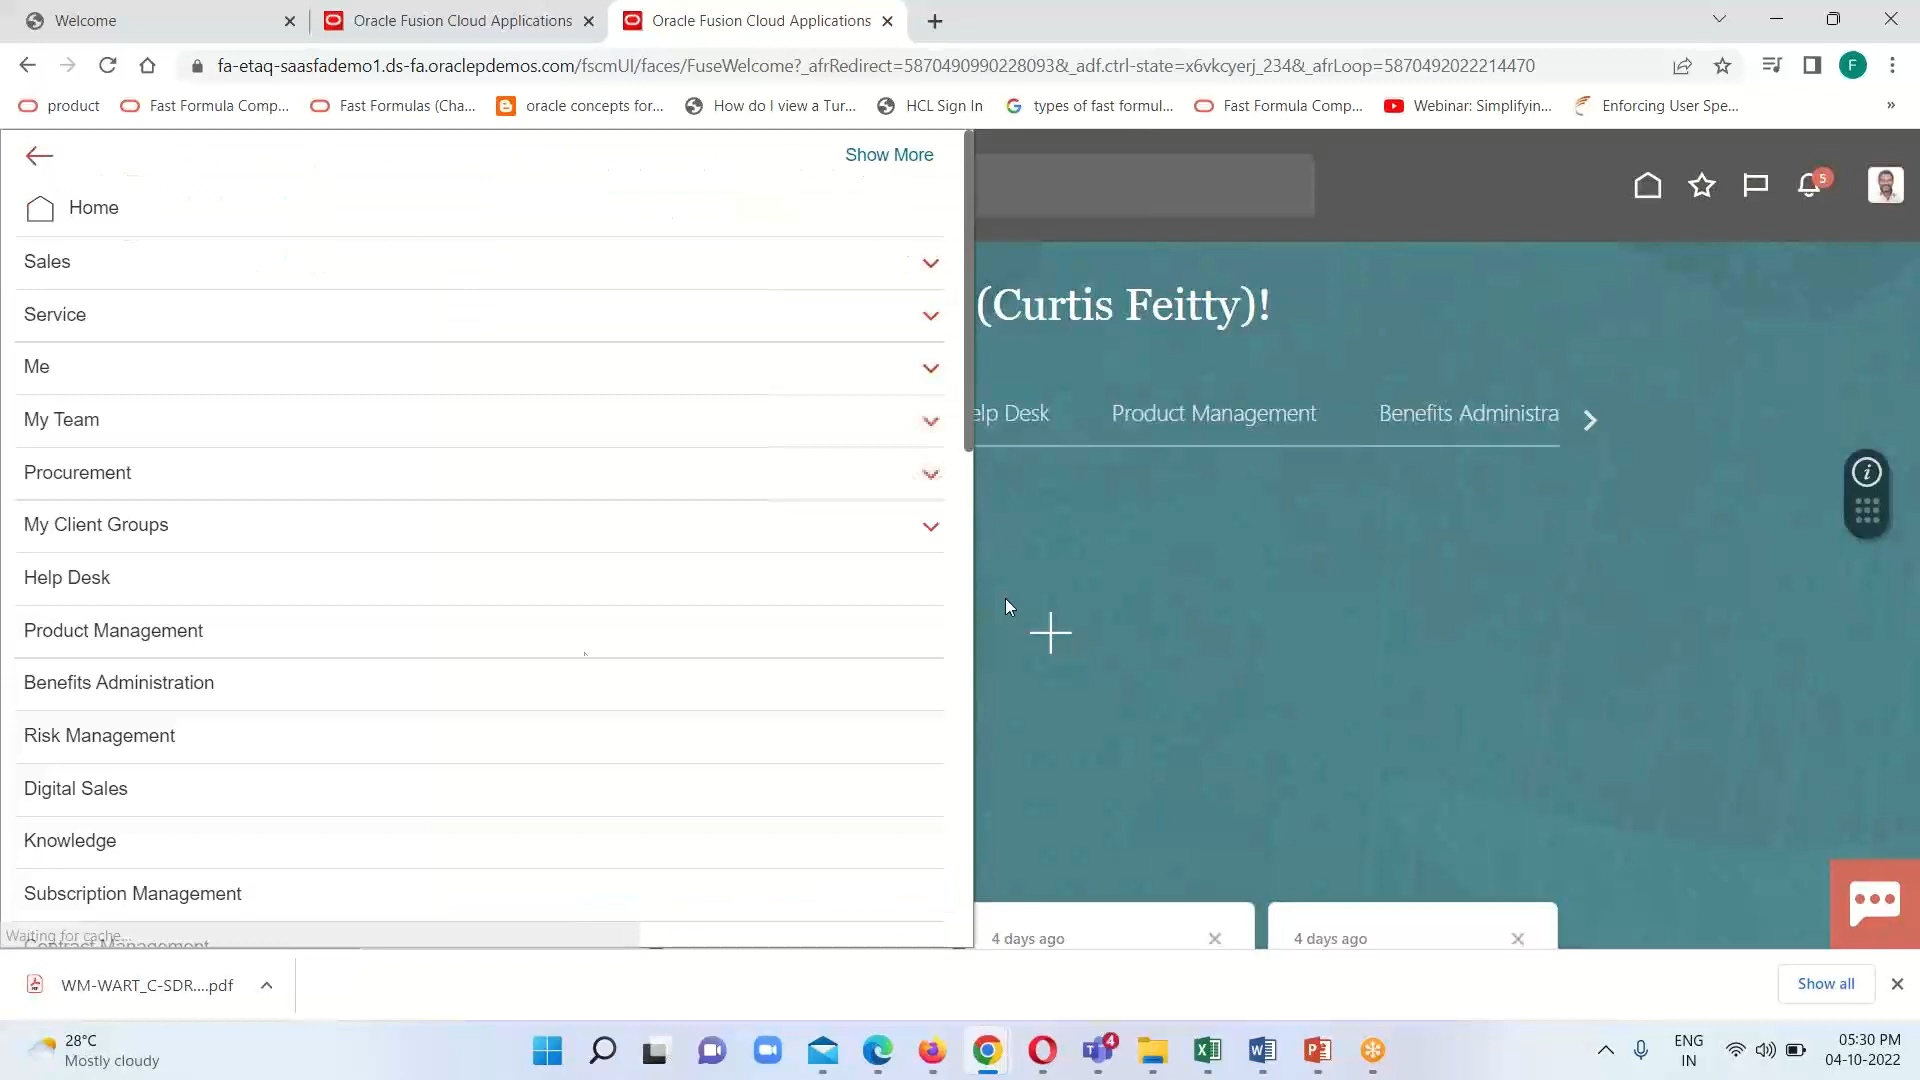 Welcome
Oracle Fusion Cloud Applications
Oracle Fusion Cloud Applications
fa-etaq-saasfademo1.ds-fa.oraclepdemos.com/fscmUI/faces/FuseWelcome?_afrRedirect=5870490990228093&_adf.ctrl-state=x6vkcyerj_234&_afrLoop=5870492022214470
F
product
Fast Formula Comp...
Fast Formulas (Cha...
oracle concepts for...
How do I view a Tur...
HCL Sign In
types of fast formul...
Fast Formula Comp...
Webinar: Simplifyin...
Enforcing User Spe...
»
Show More
Home
Sales
Service
Me
My Team
Procurement
My Client Groups
Help Desk
Product Management
Benefits Administration
Risk Management
Digital Sales
Knowledge
Subscription Management
Contract Management
Waiting for cache...
5
(Curtis Feitty)!
elp Desk
Product Management
Benefits Administra
4 days ago
4 days ago
WM-WART_C-SDR....pdf
Show all
28°C
Mostly cloudy
4
ENG
IN
05:30 PM
04-10-2022